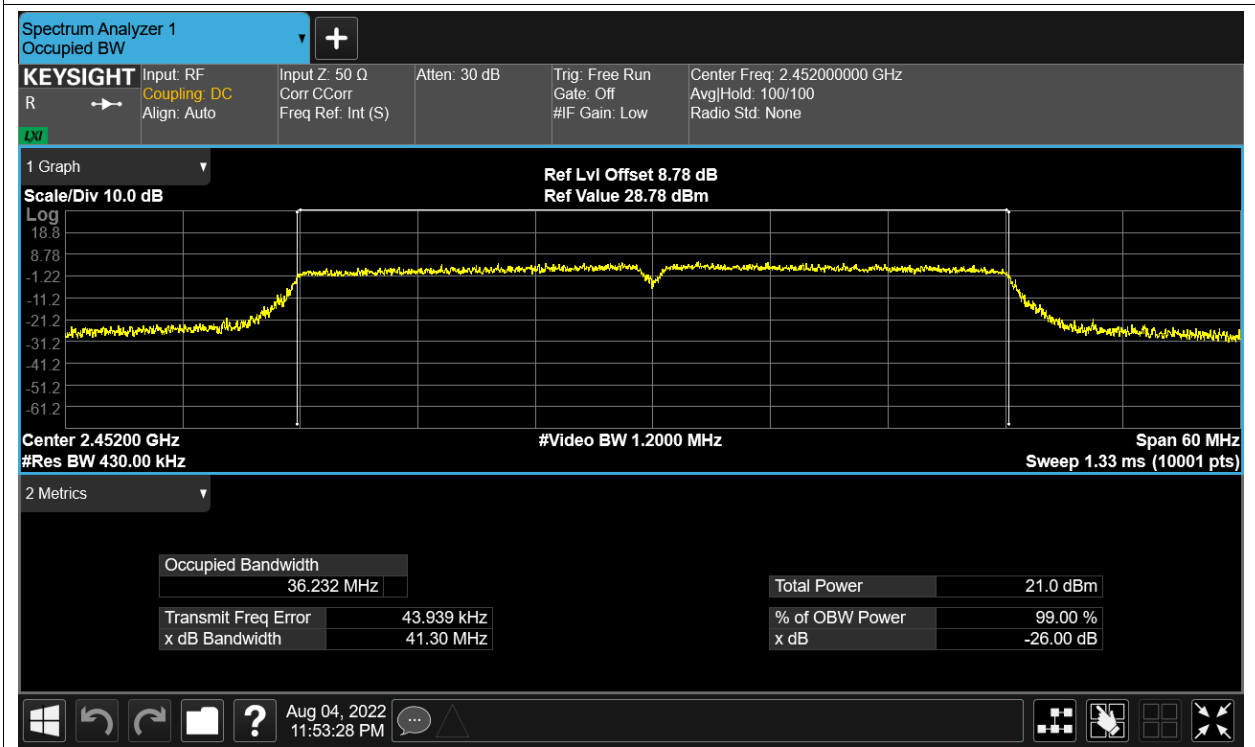 Spectrum Analyzer 1
Occupied BW
KEYSIGHT
R
LXI
Input: RF
Coupling: DC
Align: Auto
Input Z: 50 Ω
Corr CCorr
Freq Ref: Int (S)
Atten: 30 dB
Trig: Free Run
Gate: Off
#IF Gain: Low
Center Freq: 2.452000000 GHz
Avg|Hold: 100/100
Radio Std: None
1 Graph
Scale/Div 10.0 dB
Ref Lvl Offset 8.78 dB
Ref Value 28.78 dBm
Log
18.8
8.78
-1.22
-11.2
-21.2
-31.2
-41.2
-51.2
-61.2
Center 2.45200 GHz
#Video BW 1.2000 MHz
Span 60 MHz
#Res BW 430.00 kHz
Sweep 1.33 ms (10001 pts)
2 Metrics
Occupied Bandwidth
36.232 MHz
Transmit Freq Error 43.939 kHz
x dB Bandwidth 41.30 MHz
Total Power 21.0 dBm
% of OBW Power 99.00 %
x dB -26.00 dB
?
Aug 04, 2022
11:53:28 PM